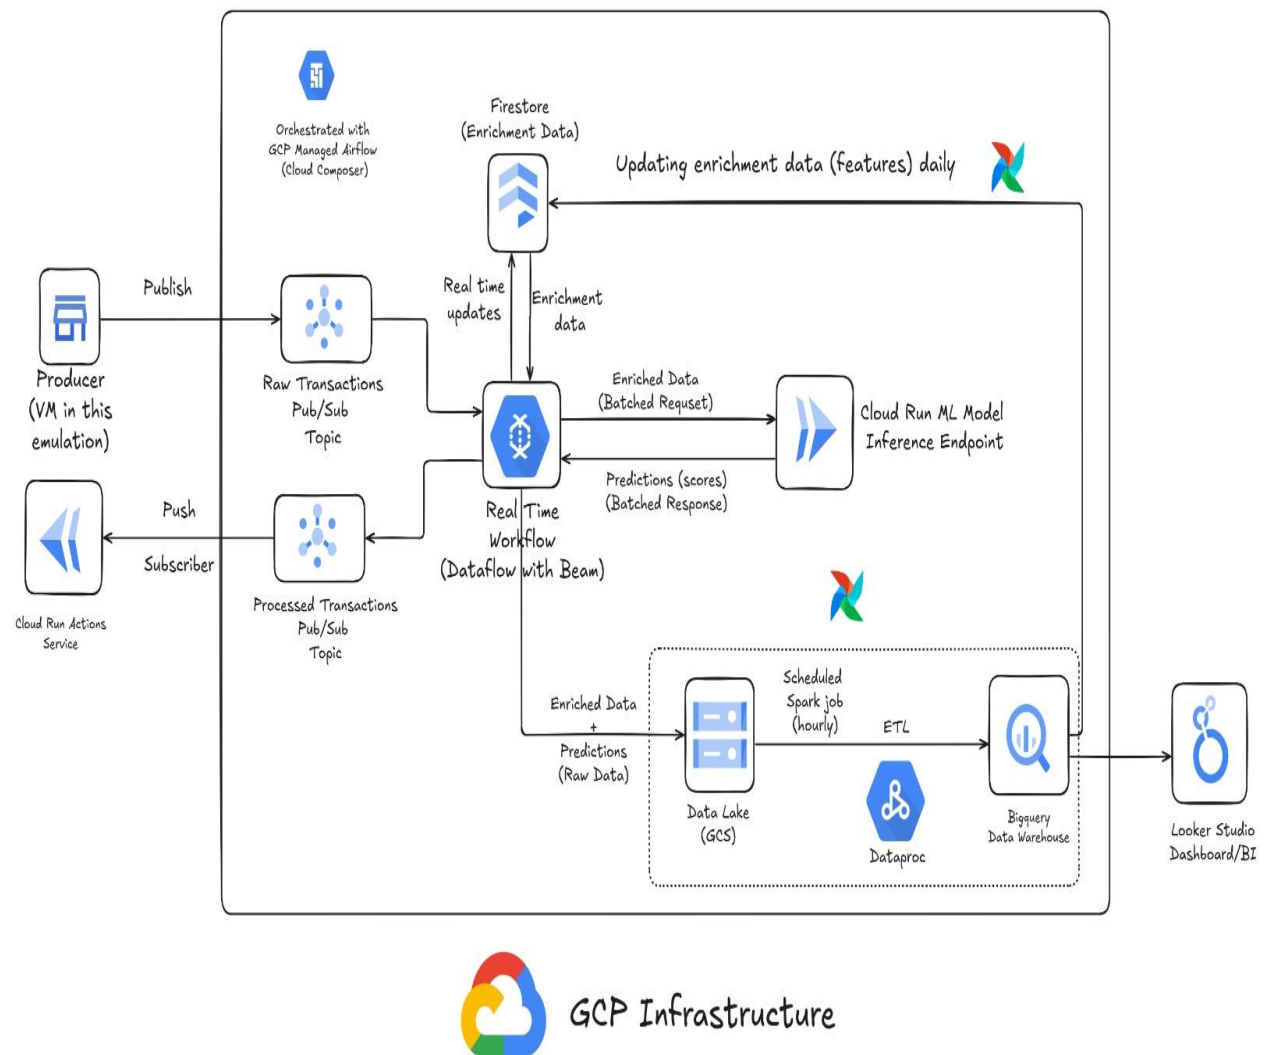 Orchestrated with
GCP Managed Airflow
(Cloud Composer)
Firestore
(Enrichment Data)
Updating enrichment data (features) daily
Publish
Real time
updates
Enrichment
data
Producer
(VM in this
emulation)
Raw Transactions
Pub/Sub
Topic
Enriched Data
(Batched Requset)
Cloud Run ML Model
Inference Endpoint
Predictions (scores)
(Batched Response)
Push
Subscriber
Real Time
Workflow
(Dataflow with Beam)
Cloud Run Actions
Service
Processed Transactions
Pub/Sub
Topic
Enriched Data
+
Predictions
(Raw Data)
Scheduled
Spark job
(hourly)
ETL
Data Lake
(GCS)
Dataproc
Bigquery
Data Warehouse
Looker Studio
Dashboard/BI
GCP Infrastructure